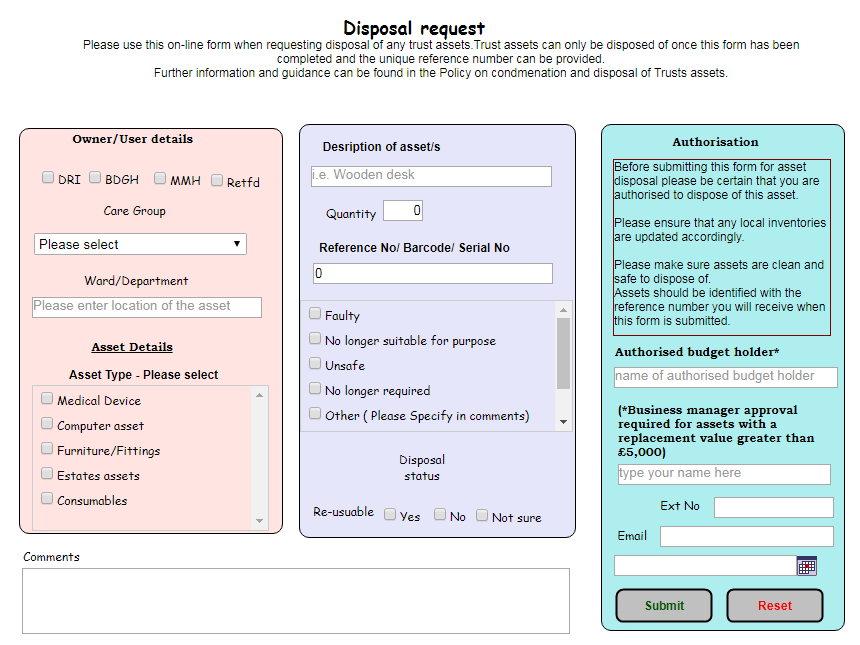 Disposal request
Please use this on-line form when requesting disposal of any trust assets.Trust assets can only be disposed of once this form has been
completed and the unique reference number can be provided.
Further information and guidance can be found in the Policy on condmenation and disposal of Trusts assets.
Owner/User details
DRI BDGH MMH Retfd
Care Group
Please select
Ward/Department
Please enter location of the asset
Asset Details
Asset Type - Please select
Medical Device
Computer asset
Furniture/Fittings
Estates assets
Consumables
Desription of asset/s
i.e. Wooden desk
Quantity 0
Reference No/ Barcode/ Serial No
0
Faulty
No longer suitable for purpose
Unsafe
No longer required
Other ( Please Specify in comments)
Disposal
status
Re-usuable Yes No Not sure
Authorisation
Before submitting this form for asset
disposal please be certain that you are
authorised to dispose of this asset.
Please ensure that any local inventories
are updated accordingly.
Please make sure assets are clean and
safe to dispose of.
Assets should be identified with the
reference number you will receive when
this form is submitted.
Authorised budget holder*
name of authorised budget holder
(*Business manager approval
required for assets with a
replacement value greater than
£5,000)
type your name here
Ext No
Email
Submit Reset
Comments